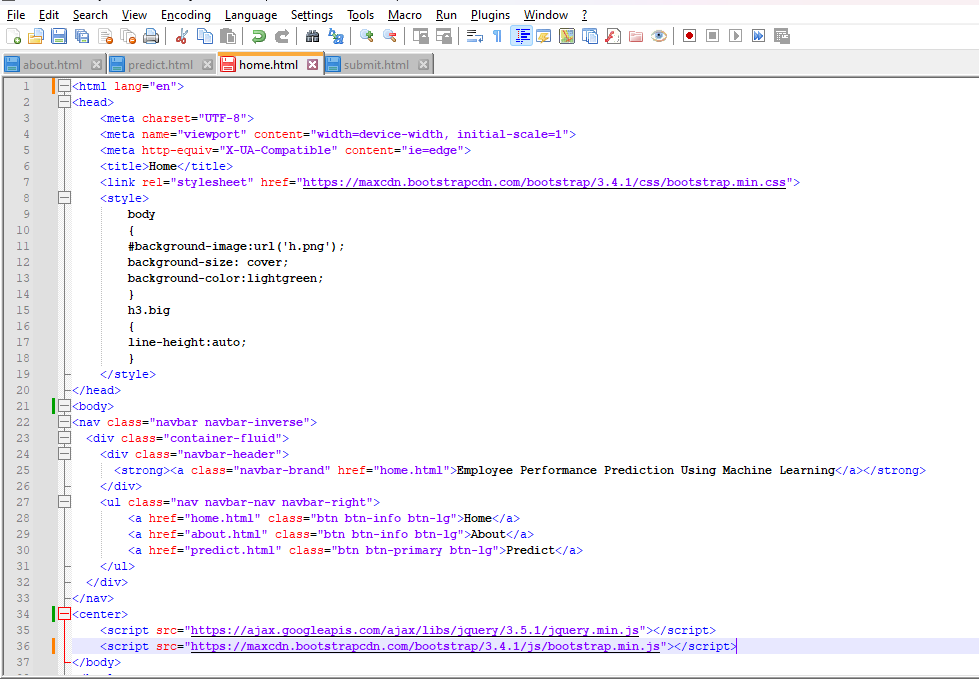 File Edit Search View Encoding Language Settings Tools Macro Run Plugins Window ?
about.html predict.html home.html submit.html
1 <html lang="en">
2 <head>
3 <meta charset="UTF-8">
4 <meta name="viewport" content="width=device-width, initial-scale=1">
5 <meta http-equiv="X-UA-Compatible" content="ie=edge">
6 <title>Home</title>
7 <link rel="stylesheet" href="https://maxcdn.bootstrapcdn.com/bootstrap/3.4.1/css/bootstrap.min.css">
8 <style>
9 body
10 {
11 #background-image:url('h.png');
12 background-size: cover;
13 background-color:lightgreen;
14 }
15 h3.big
16 {
17 line-height:auto;
18 }
19 </style>
20 </head>
21 <body>
22 <nav class="navbar navbar-inverse">
23 <div class="container-fluid">
24 <div class="navbar-header">
25 <strong><a class="navbar-brand" href="home.html">Employee Performance Prediction Using Machine Learning</a></strong>
26 </div>
27 <ul class="nav navbar-nav navbar-right">
28 <a href="home.html" class="btn btn-info btn-lg">Home</a>
29 <a href="about.html" class="btn btn-info btn-lg">About</a>
30 <a href="predict.html" class="btn btn-primary btn-lg">Predict</a>
31 </ul>
32 </div>
33 </nav>
34 <center>
35 <script src="https://ajax.googleapis.com/ajax/libs/jquery/3.5.1/jquery.min.js"></script>
36 <script src="https://maxcdn.bootstrapcdn.com/bootstrap/3.4.1/js/bootstrap.min.js"></script>
37 </body>